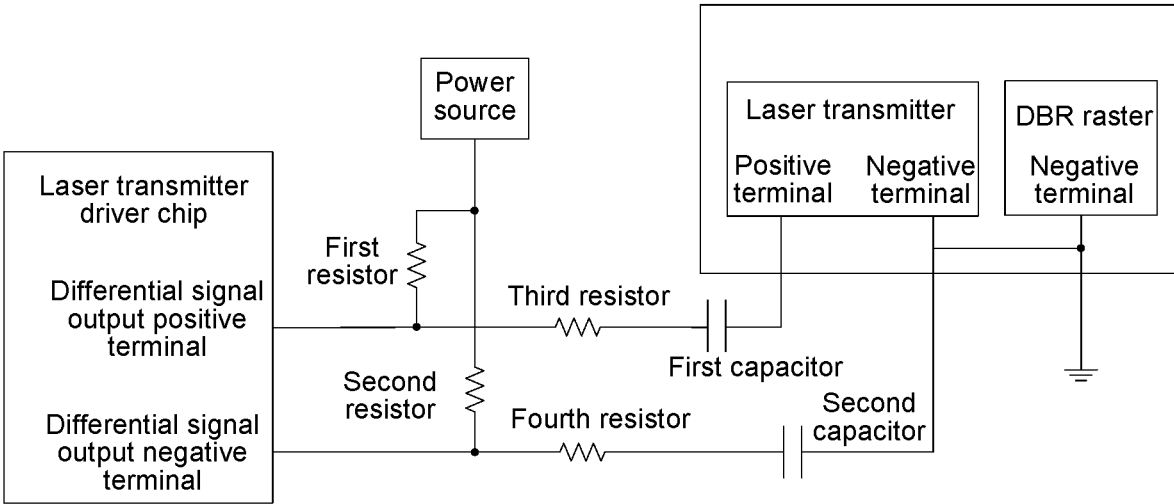 Power
source
Laser transmitter
DBR raster
Positive
terminal
Negative
terminal
Negative
terminal
Laser transmitter
driver chip
First
resistor
Differential signal
output positive
terminal
Third resistor
First capacitor
Second
resistor
Differential signal
output negative
terminal
Fourth resistor
Second
capacitor